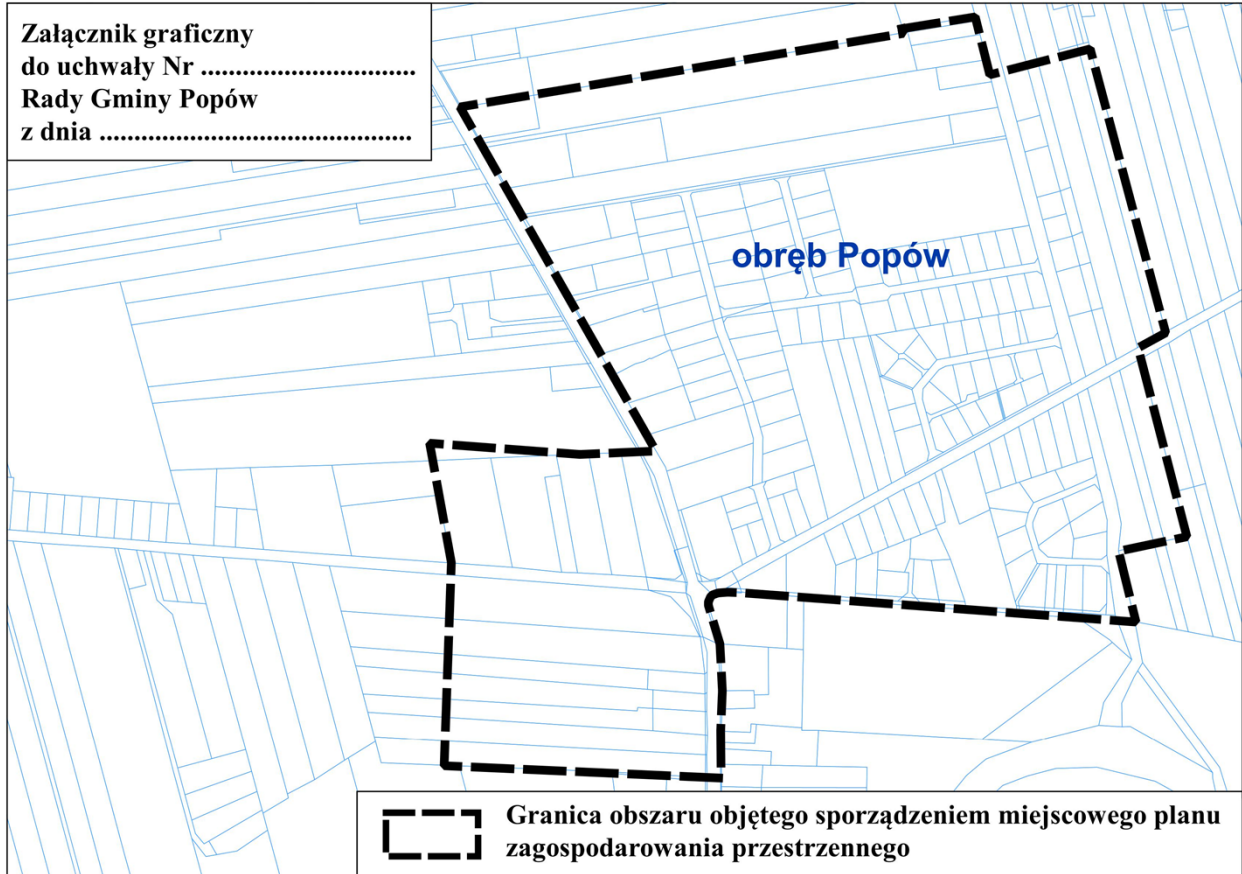 Załącznik graficzny
do uchwały Nr ...............................
Rady Gminy Popów
z dnia .............................................
obręb Popów
Granica obszaru objętego sporządzeniem miejscowego planu
zagospodarowania przestrzennego